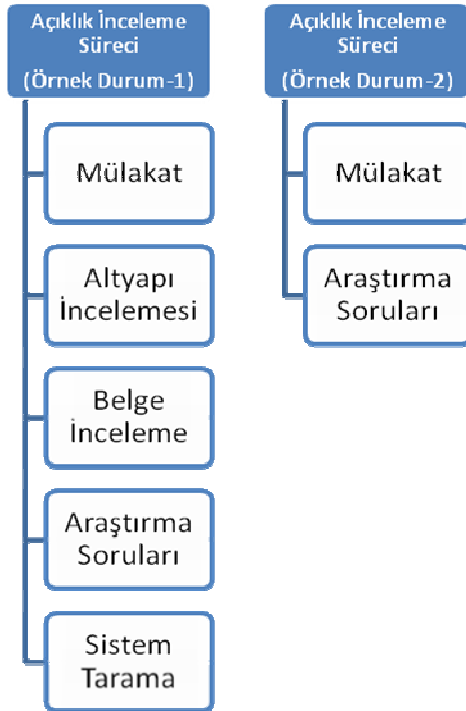 Açıklık İnceleme
Süreci
(Örnek Durum-1)
Mülakat
Altyapı
İncelemesi
Belge
İnceleme
Araştırma
Soruları
Sistem
Tarama
Açıklık İnceleme
Süreci
(Örnek Durum-2)
Mülakat
Araştırma
Soruları